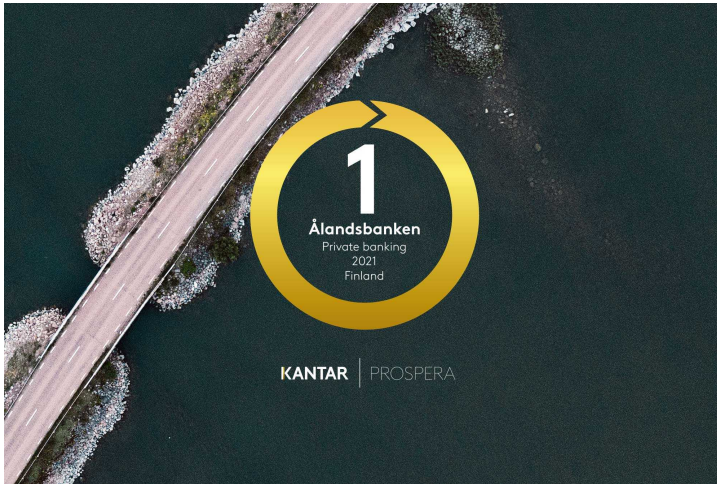 1
Ålandsbanken
Private banking
2021
Finland
KANTAR | PROSPERA